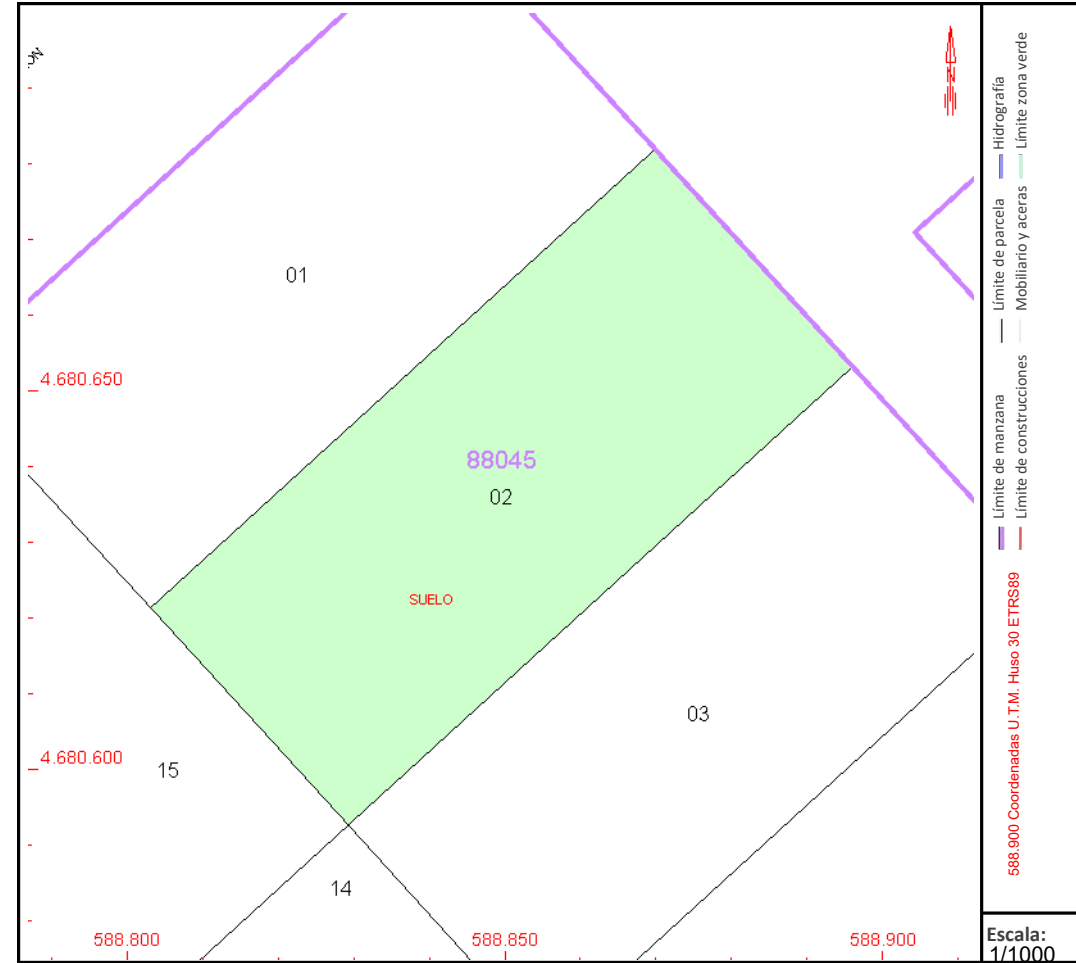 N
01
4.680.650
88045
02
SUELO
03
4.680.600
15
14
588.800
588.850
588.900
Hidrografía
Límite zona verde
Límite de parcela
Mobiliario y aceras
Límite de manzana
Límite de construcciones
588.900 Coordenadas U.T.M. Huso 30 ETRS89
Escala:
1/1000